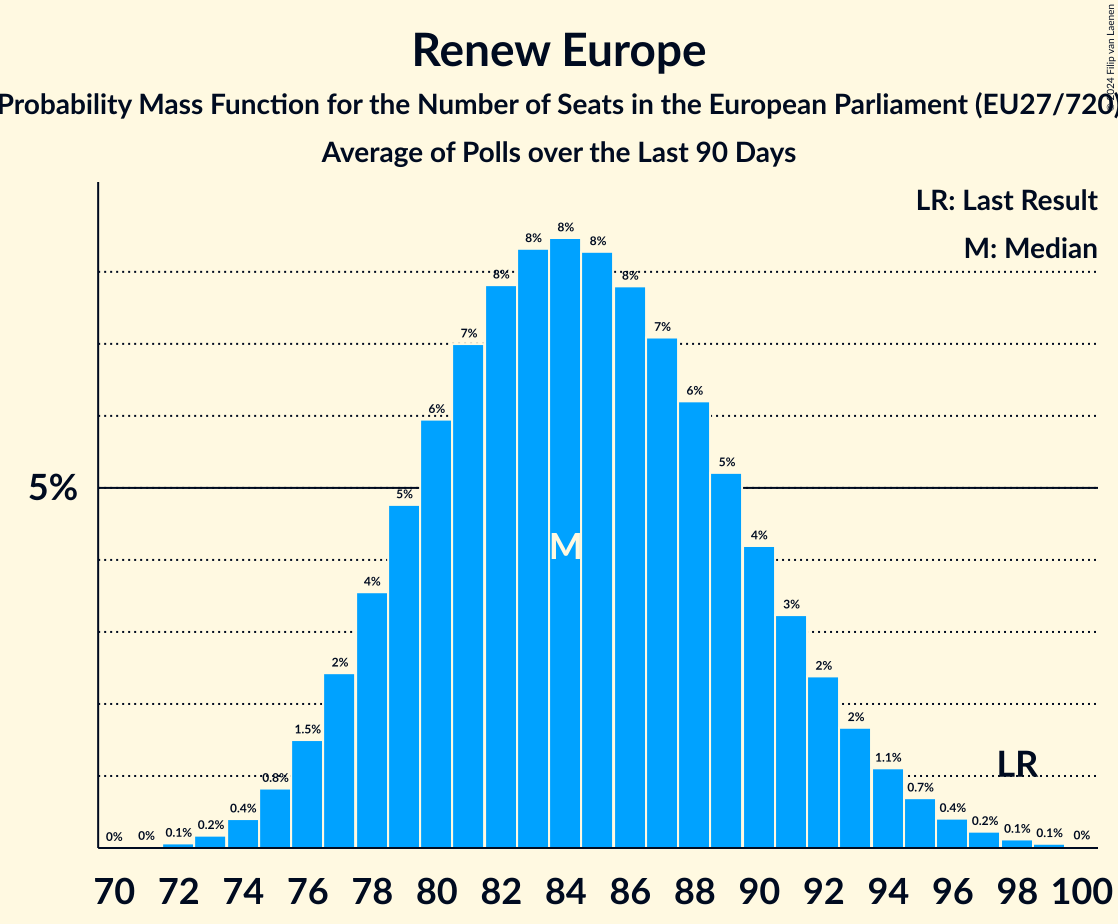 Renew Europe
Probability Mass Function for the Number of Seats in the European Parliament (EU27/720)
Average of Polls over the Last 90 Days
© 2024 Filip van Laenen
LR: Last Result
M: Median
5%
0% 0% 0.1% 0.2% 0.4% 0.8% 1.5% 2% 4% 5% 6% 7% 8% 8% 8% 8% 8% 7% 6% 5% 4% 3% 2% 2% 1.1% 0.7% 0.4% 0.2% 0.1% 0.1% 0%
M
LR
70 72 74 76 78 80 82 84 86 88 90 92 94 96 98 100